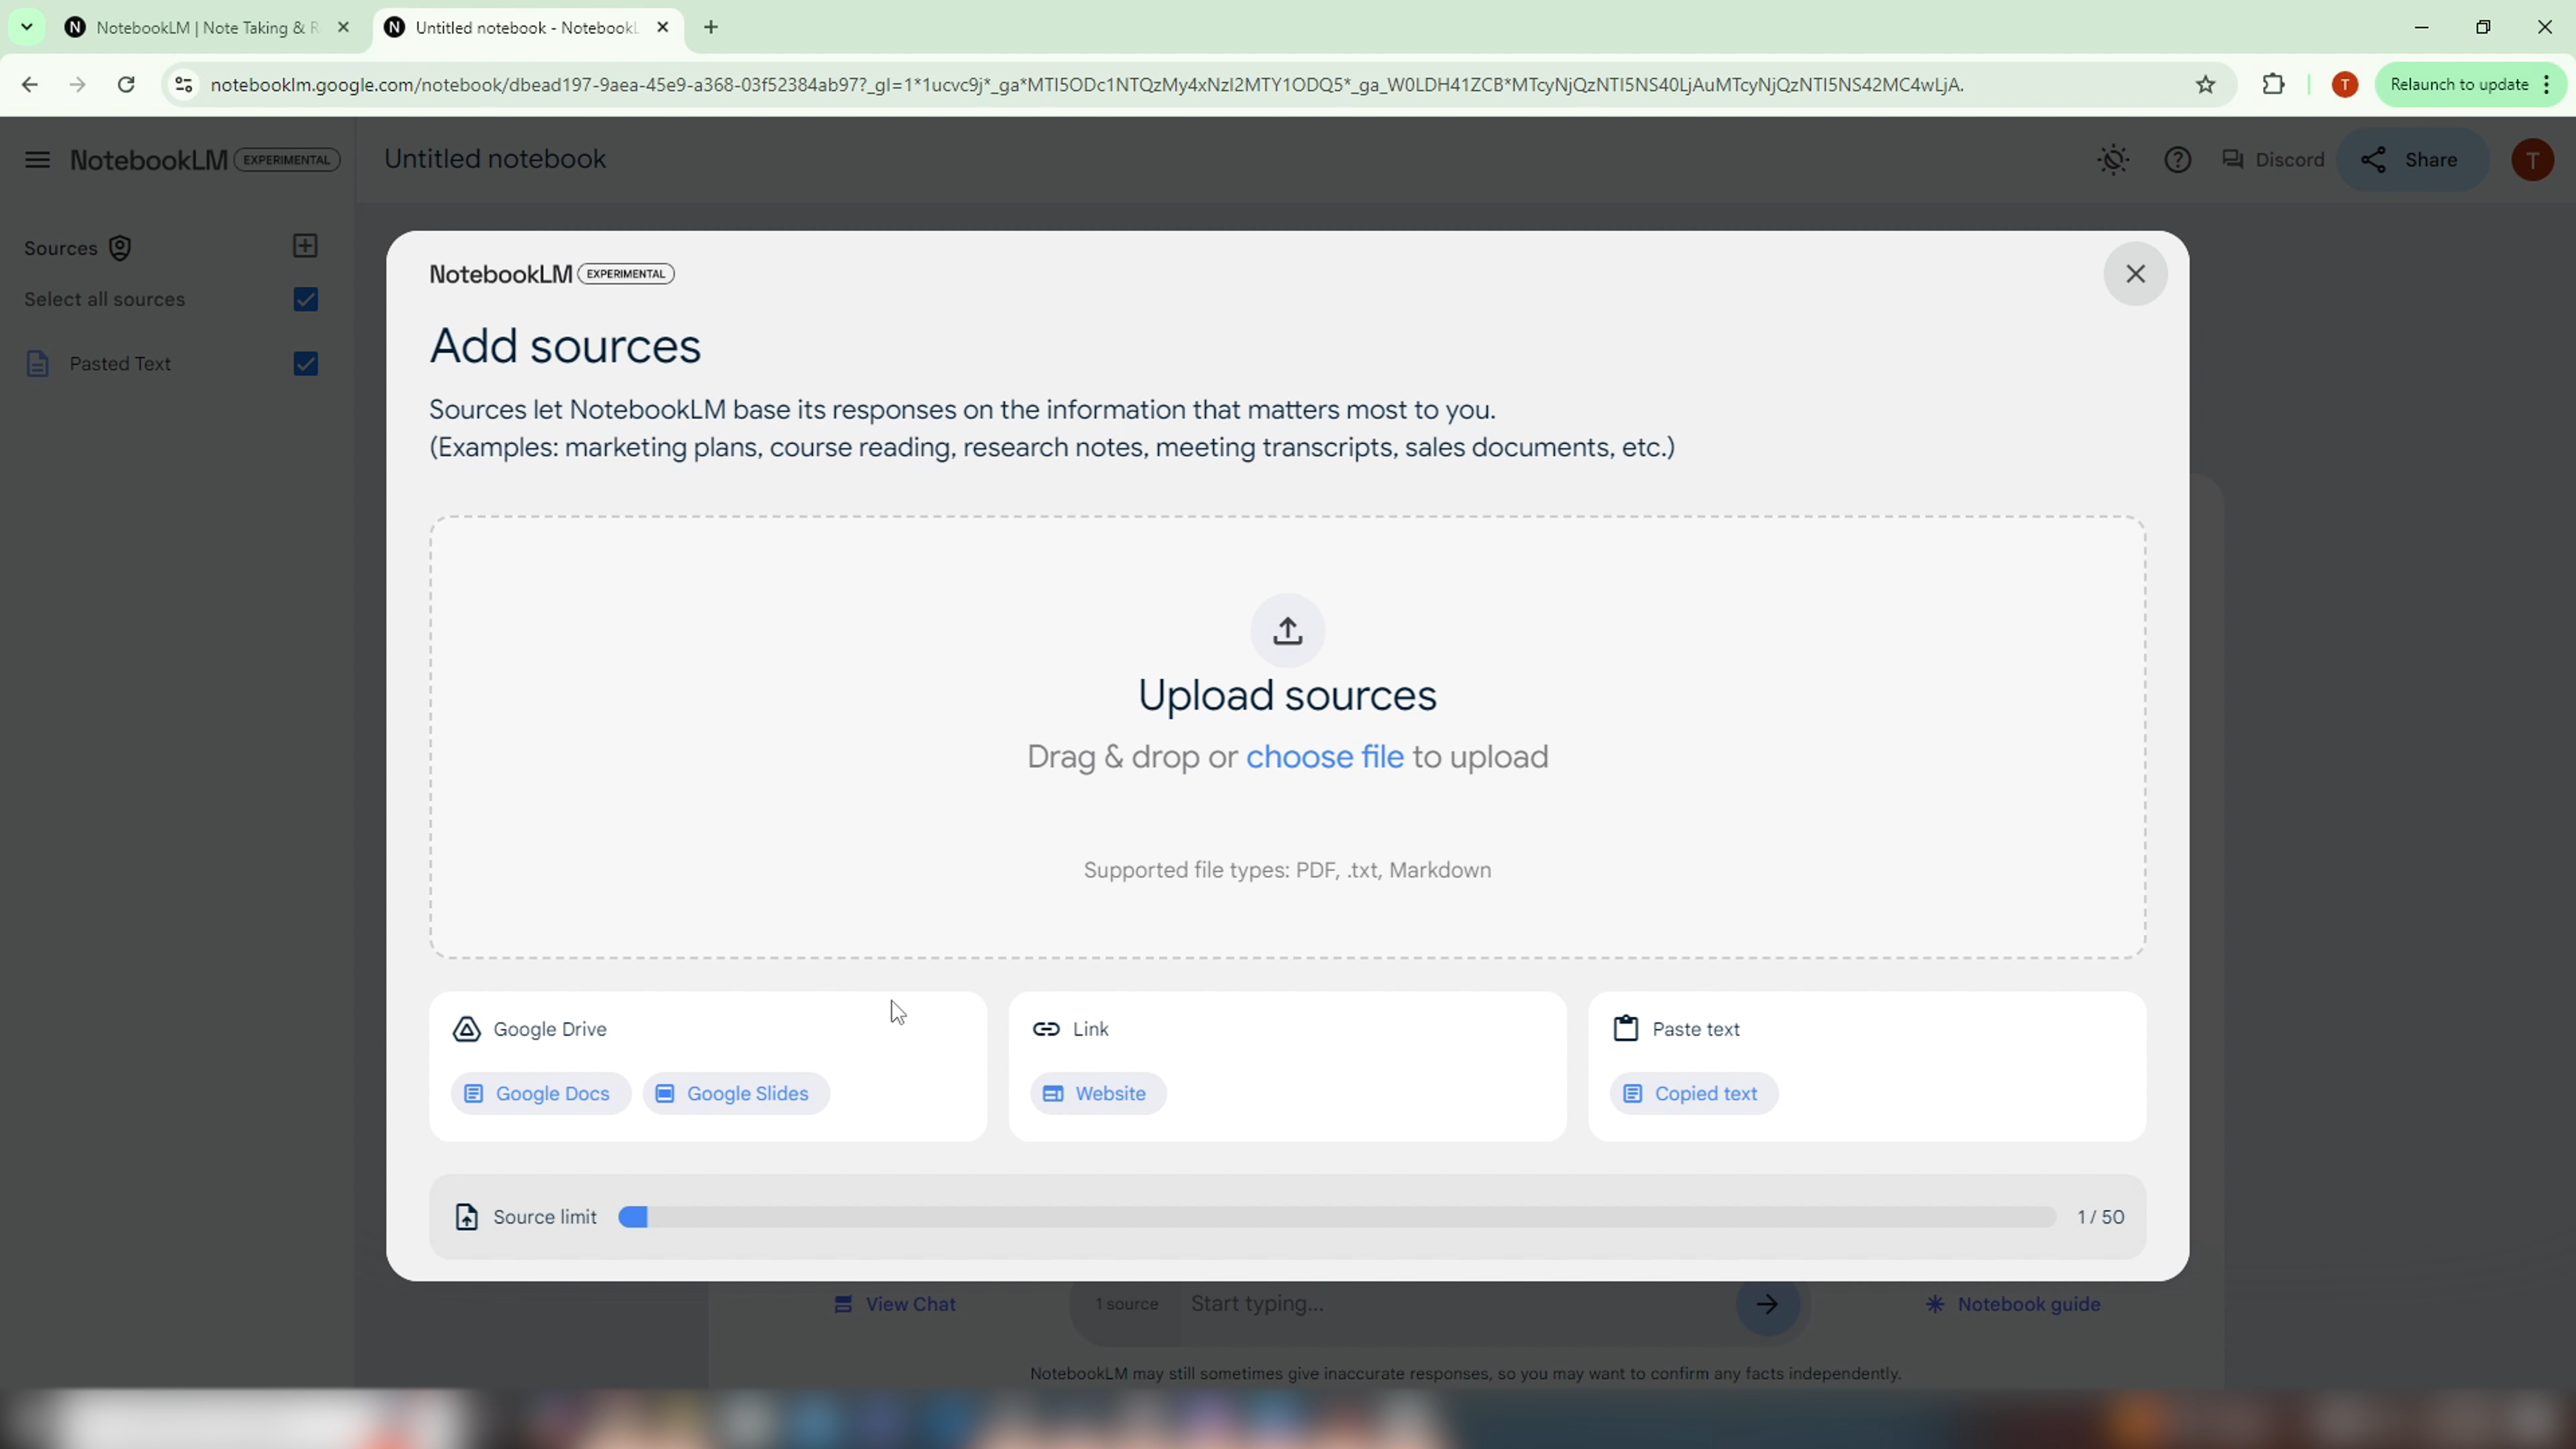 NotebookLM | Note Taking & R
Untitled notebook - NotebookL
notebooklm.google.com/notebook/dbead197-9aea-45e9-a368-03f52384ab97?_gl=1*1ucvc9j*_ga*MTI5ODc1NTQzMy4xNzI2MTY1ODQ5*_ga_W0LDH41ZCB*MTcyNjQzNTI5NS40LjAuMTcyNjQzNTI5NS42MC4wLjA.
T
Relaunch to update
NotebookLM EXPERIMENTAL
Untitled notebook
Discord
Share
T
Sources
Select all sources
Pasted Text
NotebookLM EXPERIMENTAL
Add sources
Sources let NotebookLM base its responses on the information that matters most to you.
(Examples: marketing plans, course reading, research notes, meeting transcripts, sales documents, etc.)
Upload sources
Drag & drop or choose file to upload
Supported file types: PDF, .txt, Markdown
Google Drive
Google Docs
Google Slides
Link
Website
Paste text
Copied text
Source limit
1 / 50
View Chat
1 source
Start typing...
Notebook guide
NotebookLM may still sometimes give inaccurate responses, so you may want to confirm any facts independently.